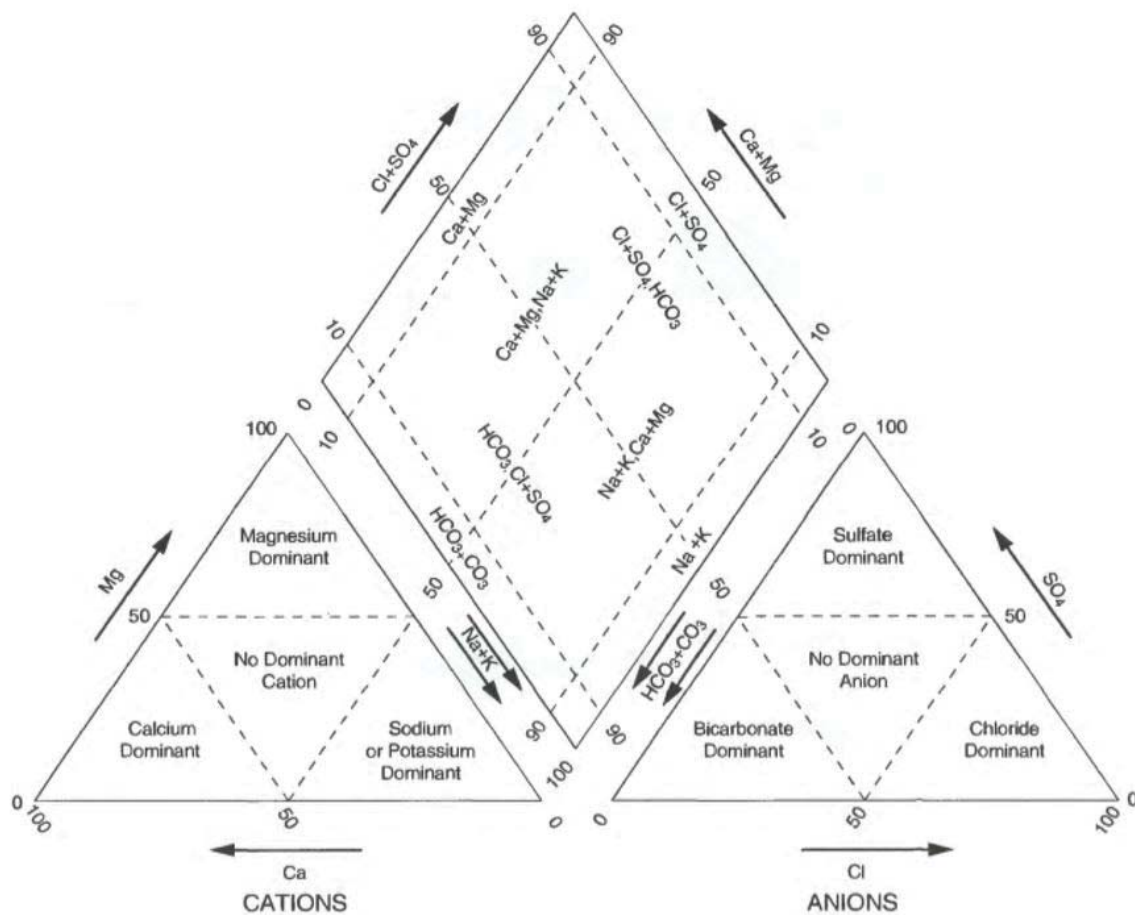 90
90
Cl+SO₄
Ca+Mg
50
50
Ca+Mg
Cl+SO₄
Ca+Mg,Na+K
Cl+SO₄.HCO₃
10
10
0
10
10
0
100
100
HCO₃.Cl+SO₄
Na+K,Ca+Mg
HCO₃+CO₃
Na+K
Magnesium
Dominant
Sulfate
Dominant
Mg
SO₄
50
50
50
50
Na+K
HCO₃+CO₃
No Dominant
Cation
No Dominant
Anion
Calcium
Dominant
Sodium
or Potassium
Dominant
Bicarbonate
Dominant
Chloride
Dominant
90
90
100
0
100
50
0
0
50
100
0
Ca
Cl
CATIONS
ANIONS